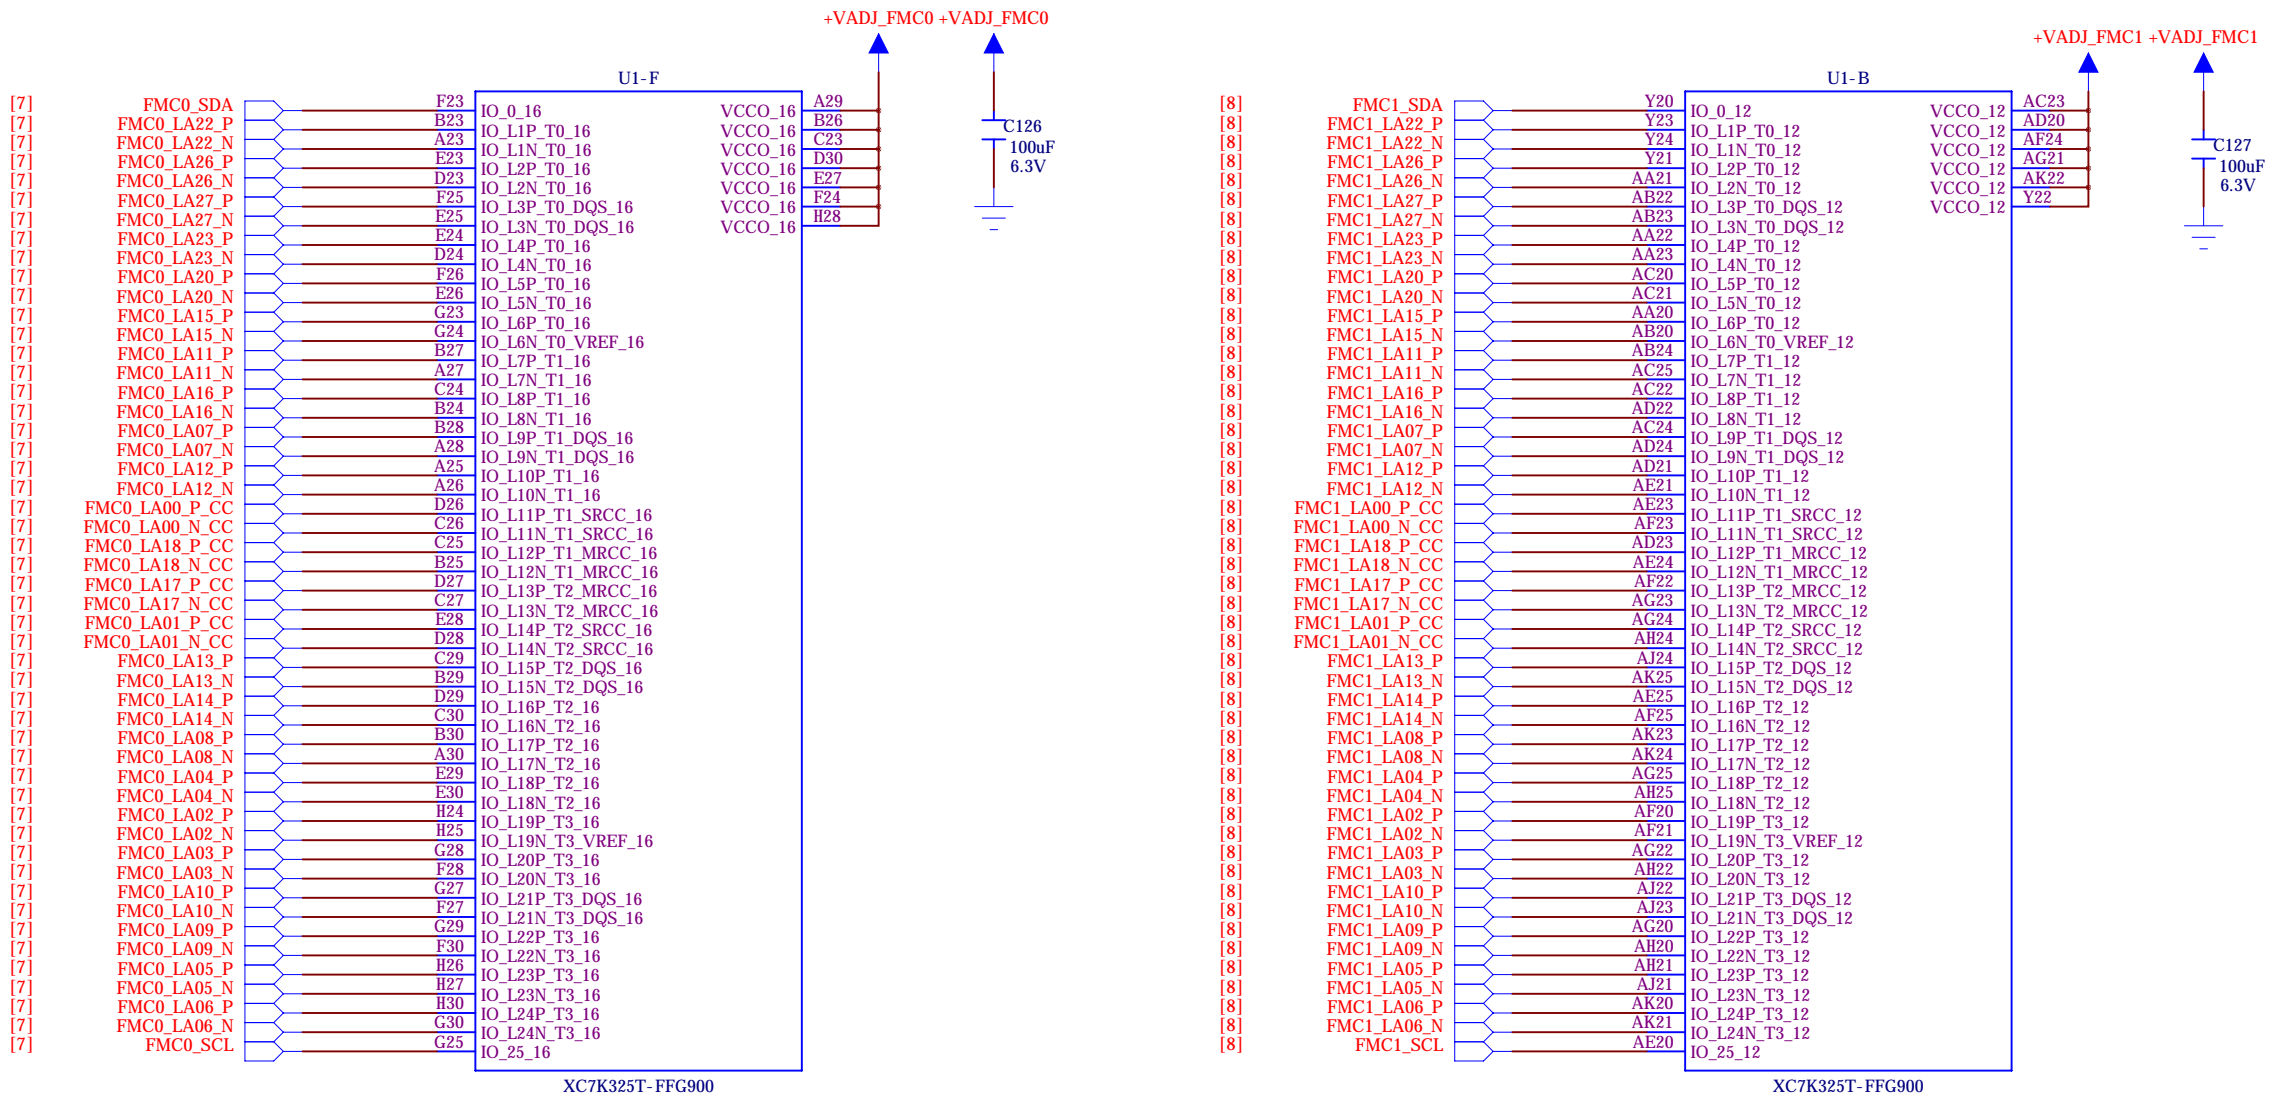 +VADJ_FMC0 +VADJ_FMC0
U1-F
[7] FMC0_SDA F23 IO_0_16 VCCO_16 A29
[7] FMC0_LA22_P B23 IO_L1P_T0_16 VCCO_16 B26
[7] FMC0_LA22_N A23 IO_L1N_T0_16 VCCO_16 C23
[7] FMC0_LA26_P E23 IO_L2P_T0_16 VCCO_16 D30
[7] FMC0_LA26_N D23 IO_L2N_T0_16 VCCO_16 E27
[7] FMC0_LA27_P F25 IO_L3P_T0_DQS_16 VCCO_16 F24
[7] FMC0_LA27_N E25 IO_L3N_T0_DQS_16 VCCO_16 H28
[7] FMC0_LA23_P E24 IO_L4P_T0_16
[7] FMC0_LA23_N D24 IO_L4N_T0_16
[7] FMC0_LA20_P F26 IO_L5P_T0_16
[7] FMC0_LA20_N E26 IO_L5N_T0_16
[7] FMC0_LA15_P G23 IO_L6P_T0_16
[7] FMC0_LA15_N G24 IO_L6N_T0_VREF_16
[7] FMC0_LA11_P B27 IO_L7P_T1_16
[7] FMC0_LA11_N A27 IO_L7N_T1_16
[7] FMC0_LA16_P C24 IO_L8P_T1_16
[7] FMC0_LA16_N B24 IO_L8N_T1_16
[7] FMC0_LA07_P B28 IO_L9P_T1_DQS_16
[7] FMC0_LA07_N A28 IO_L9N_T1_DQS_16
[7] FMC0_LA12_P A25 IO_L10P_T1_16
[7] FMC0_LA12_N A26 IO_L10N_T1_16
[7] FMC0_LA00_P_CC D26 IO_L11P_T1_SRCC_16
[7] FMC0_LA00_N_CC C26 IO_L11N_T1_SRCC_16
[7] FMC0_LA18_P_CC C25 IO_L12P_T1_MRCC_16
[7] FMC0_LA18_N_CC B25 IO_L12N_T1_MRCC_16
[7] FMC0_LA17_P_CC D27 IO_L13P_T2_MRCC_16
[7] FMC0_LA17_N_CC C27 IO_L13N_T2_MRCC_16
[7] FMC0_LA01_P_CC E28 IO_L14P_T2_SRCC_16
[7] FMC0_LA01_N_CC D28 IO_L14N_T2_SRCC_16
[7] FMC0_LA13_P C29 IO_L15P_T2_DQS_16
[7] FMC0_LA13_N B29 IO_L15N_T2_DQS_16
[7] FMC0_LA14_P D29 IO_L16P_T2_16
[7] FMC0_LA14_N C30 IO_L16N_T2_16
[7] FMC0_LA08_P B30 IO_L17P_T2_16
[7] FMC0_LA08_N A30 IO_L17N_T2_16
[7] FMC0_LA04_P E29 IO_L18P_T2_16
[7] FMC0_LA04_N E30 IO_L18N_T2_16
[7] FMC0_LA02_P H24 IO_L19P_T3_16
[7] FMC0_LA02_N H25 IO_L19N_T3_VREF_16
[7] FMC0_LA03_P G28 IO_L20P_T3_16
[7] FMC0_LA03_N F28 IO_L20N_T3_16
[7] FMC0_LA10_P G27 IO_L21P_T3_DQS_16
[7] FMC0_LA10_N F27 IO_L21N_T3_DQS_16
[7] FMC0_LA09_P G29 IO_L22P_T3_16
[7] FMC0_LA09_N F30 IO_L22N_T3_16
[7] FMC0_LA05_P H26 IO_L23P_T3_16
[7] FMC0_LA05_N H27 IO_L23N_T3_16
[7] FMC0_LA06_P H30 IO_L24P_T3_16
[7] FMC0_LA06_N G30 IO_L24N_T3_16
[7] FMC0_SCL G25 IO_25_16
XC7K325T-FFG900
C126
100uF
6.3V
+VADJ_FMC1 +VADJ_FMC1
U1-B
[8] FMC1_SDA Y20 IO_0_12 VCCO_12 AC23
[8] FMC1_LA22_P Y23 IO_L1P_T0_12 VCCO_12 AD20
[8] FMC1_LA22_N Y24 IO_L1N_T0_12 VCCO_12 AF24
[8] FMC1_LA26_P Y21 IO_L2P_T0_12 VCCO_12 AG21
[8] FMC1_LA26_N AA21 IO_L2N_T0_12 VCCO_12 AK22
[8] FMC1_LA27_P AB22 IO_L3P_T0_DQS_12 VCCO_12 Y22
[8] FMC1_LA27_N AB23 IO_L3N_T0_DQS_12
[8] FMC1_LA23_P AA22 IO_L4P_T0_12
[8] FMC1_LA23_N AA23 IO_L4N_T0_12
[8] FMC1_LA20_P AC20 IO_L5P_T0_12
[8] FMC1_LA20_N AC21 IO_L5N_T0_12
[8] FMC1_LA15_P AA20 IO_L6P_T0_12
[8] FMC1_LA15_N AB20 IO_L6N_T0_VREF_12
[8] FMC1_LA11_P AB24 IO_L7P_T1_12
[8] FMC1_LA11_N AC25 IO_L7N_T1_12
[8] FMC1_LA16_P AC22 IO_L8P_T1_12
[8] FMC1_LA16_N AD22 IO_L8N_T1_12
[8] FMC1_LA07_P AC24 IO_L9P_T1_DQS_12
[8] FMC1_LA07_N AD24 IO_L9N_T1_DQS_12
[8] FMC1_LA12_P AD21 IO_L10P_T1_12
[8] FMC1_LA12_N AE21 IO_L10N_T1_12
[8] FMC1_LA00_P_CC AE23 IO_L11P_T1_SRCC_12
[8] FMC1_LA00_N_CC AF23 IO_L11N_T1_SRCC_12
[8] FMC1_LA18_P_CC AD23 IO_L12P_T1_MRCC_12
[8] FMC1_LA18_N_CC AE24 IO_L12N_T1_MRCC_12
[8] FMC1_LA17_P_CC AF22 IO_L13P_T2_MRCC_12
[8] FMC1_LA17_N_CC AG23 IO_L13N_T2_MRCC_12
[8] FMC1_LA01_P_CC AG24 IO_L14P_T2_SRCC_12
[8] FMC1_LA01_N_CC AH24 IO_L14N_T2_SRCC_12
[8] FMC1_LA13_P AJ24 IO_L15P_T2_DQS_12
[8] FMC1_LA13_N AK25 IO_L15N_T2_DQS_12
[8] FMC1_LA14_P AE25 IO_L16P_T2_12
[8] FMC1_LA14_N AF25 IO_L16N_T2_12
[8] FMC1_LA08_P AK23 IO_L17P_T2_12
[8] FMC1_LA08_N AK24 IO_L17N_T2_12
[8] FMC1_LA04_P AG25 IO_L18P_T2_12
[8] FMC1_LA04_N AH25 IO_L18N_T2_12
[8] FMC1_LA02_P AF20 IO_L19P_T3_12
[8] FMC1_LA02_N AF21 IO_L19N_T3_VREF_12
[8] FMC1_LA03_P AG22 IO_L20P_T3_12
[8] FMC1_LA03_N AH22 IO_L20N_T3_12
[8] FMC1_LA10_P AJ22 IO_L21P_T3_DQS_12
[8] FMC1_LA10_N AJ23 IO_L21N_T3_DQS_12
[8] FMC1_LA09_P AG20 IO_L22P_T3_12
[8] FMC1_LA09_N AH20 IO_L22N_T3_12
[8] FMC1_LA05_P AH21 IO_L23P_T3_12
[8] FMC1_LA05_N AJ21 IO_L23N_T3_12
[8] FMC1_LA06_P AK20 IO_L24P_T3_12
[8] FMC1_LA06_N AK21 IO_L24N_T3_12
[8] FMC1_SCL AE20 IO_25_12
XC7K325T-FFG900
C127
100uF
6.3V